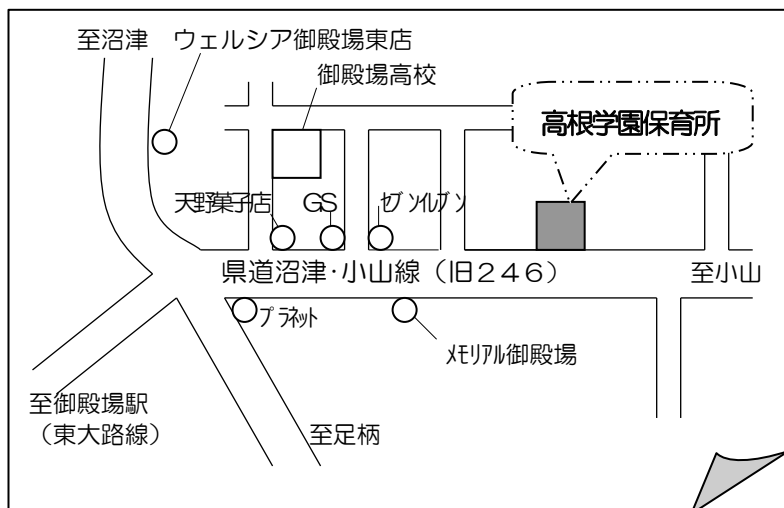 至沼津
ウェルシア御殿場東店
御殿場高校
高根学園保育所
天野菓子店
GS
ｾﾌﾞﾝｲﾚﾌﾞﾝ
県道沼津・小山線（旧２４６）
至小山
ﾌﾟﾗﾈｯﾄ
ﾒﾓﾘｱﾙ御殿場
至御殿場駅
（東大路線）
至足柄